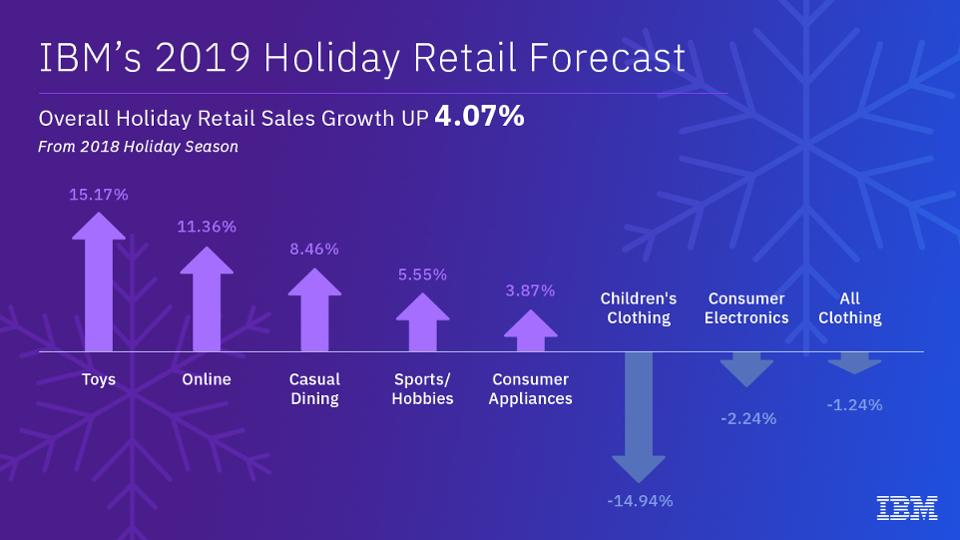 IBM’s 2019 Holiday Retail Forecast
Overall Holiday Retail Sales Growth UP 4.07%
From 2018 Holiday Season
15.17%
Toys
11.36%
Online
8.46%
Casual
Dining
5.55%
Sports/
Hobbies
3.87%
Consumer
Appliances
Children's
Clothing
-14.94%
Consumer
Electronics
-2.24%
All
Clothing
-1.24%
IBM